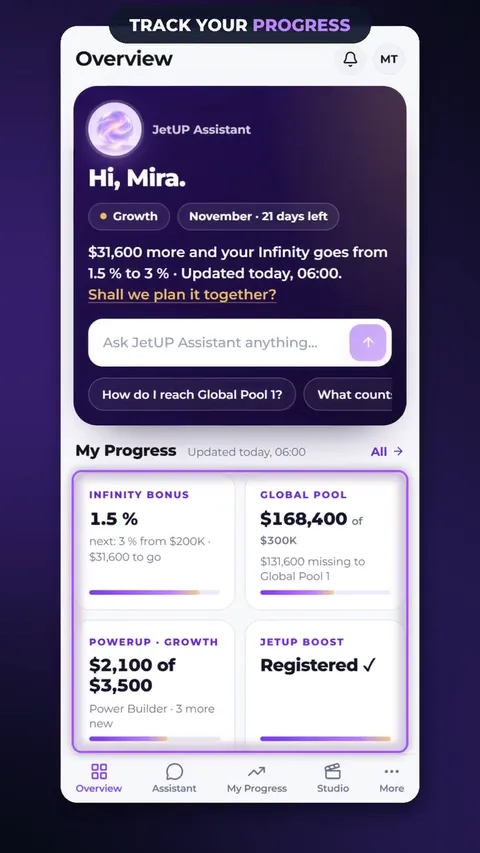 TRACK YOUR PROGRESS
Overview
MT
JetUP Assistant
Hi, Mira.
Growth
November · 21 days left
$31,600 more and your Infinity goes from
1.5 % to 3 % · Updated today, 06:00.
Shall we plan it together?
Ask JetUP Assistant anything...
How do I reach Global Pool 1?
What counts
My Progress
Updated today, 06:00
All →
INFINITY BONUS
1.5 %
next: 3 % from $200K ·
$31,600 to go
GLOBAL POOL
$168,400 of
$300K
$131,600 missing to
Global Pool 1
POWERUP · GROWTH
$2,100 of
$3,500
Power Builder · 3 more
new
JETUP BOOST
Registered ✓
Overview
Assistant
My Progress
Studio
More